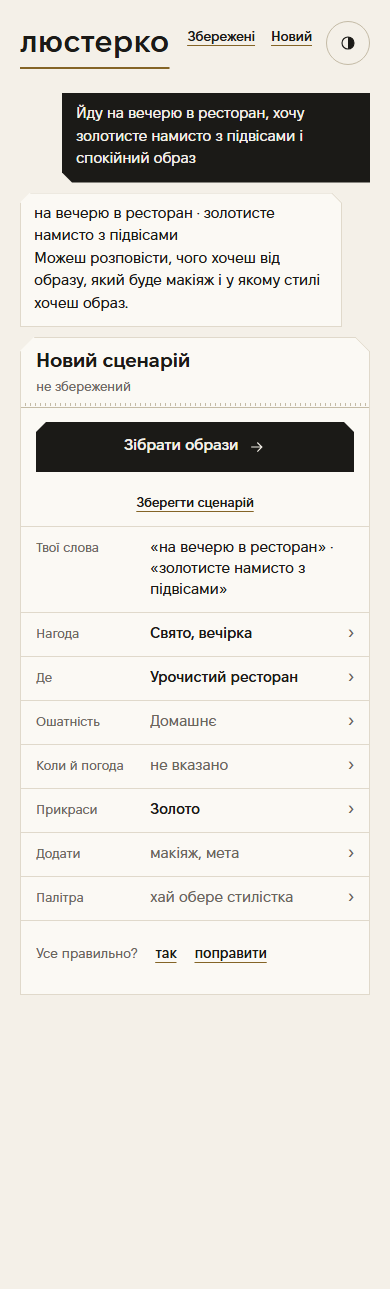 люстерко
Збережені
Новий
Йду на вечерю в ресторан, хочу
золотисте намисто з підвісами і
спокійний образ
на вечерю в ресторан · золотисте
намисто з підвісами
Можеш розповісти, чого хочеш від
образу, який буде макіяж і у якому стилі
хочеш образ.
Новий сценарій
не збережений
Зібрати образи →
Зберегти сценарій
Твої слова
«на вечерю в ресторан» ·
«золотисте намисто з
підвісами»
Нагода Свято, вечірка ›
Де Урочистий ресторан ›
Ошатність Домашнє ›
Коли й погода не вказано ›
Прикраси Золото ›
Додати макіяж, мета ›
Палітра хай обере стилістка ›
Усе правильно? так поправити